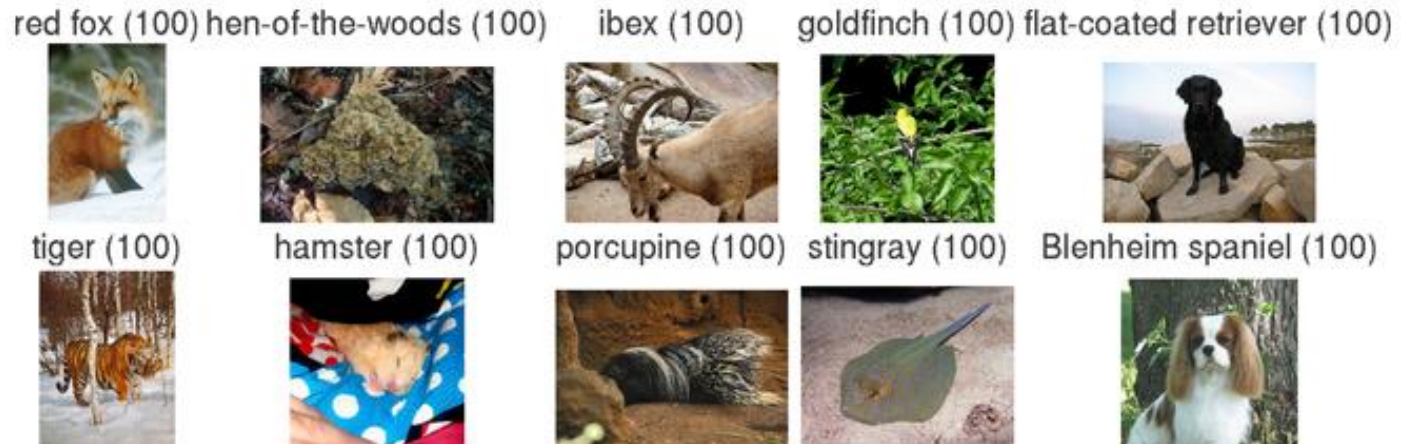 red fox (100) hen-of-the-woods (100) ibex (100) goldfinch (100) flat-coated retriever (100)
tiger (100) hamster (100) porcupine (100) stingray (100) Blenheim spaniel (100)